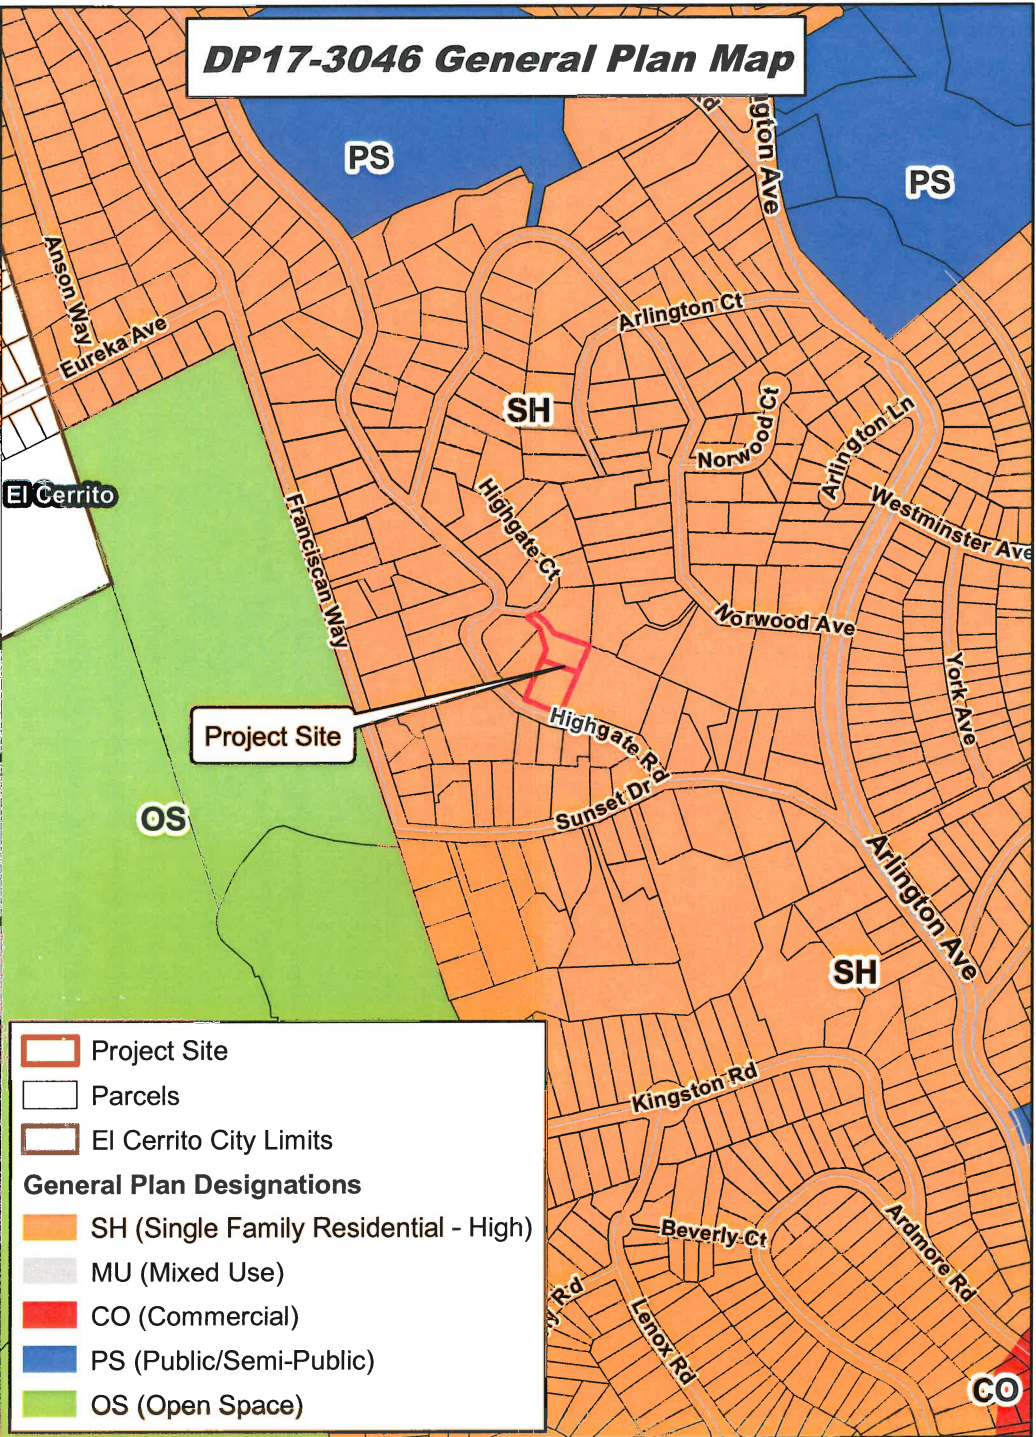 DP17-3046 General Plan Map
PS
PS
Rd
ngton Ave
Anson Way
Eureka Ave
Arlington Ct
SH
Norwood Ct
Arlington Ln
El Cerrito
Westminster Ave
Highgate Ct
Franciscan Way
Norwood Ave
York Ave
Project Site
Highgate Rd
Sunset Dr
OS
Arlington Ave
SH
Kingston Rd
Beverly Ct
Ardmore Rd
Rd
Lenox Rd
CO
Project Site
Parcels
El Cerrito City Limits
General Plan Designations
SH (Single Family Residential - High)
MU (Mixed Use)
CO (Commercial)
PS (Public/Semi-Public)
OS (Open Space)